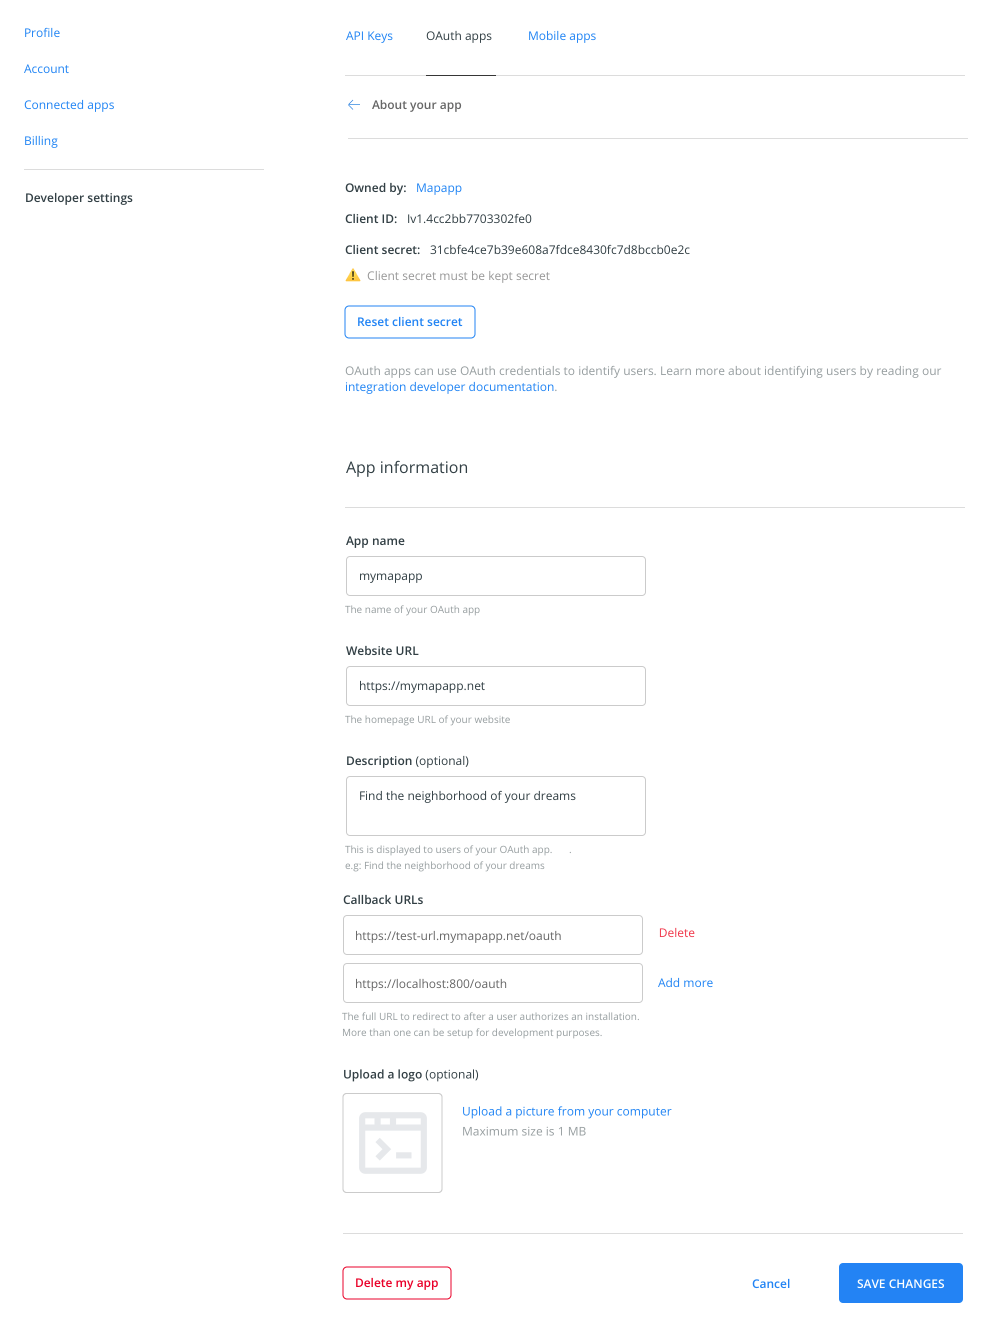 Profile
Account
Connected apps
Billing
Developer settings
API Keys
OAuth apps
Mobile apps
About your app
Owned by: Mapapp
Client ID: Iv1.4cc2bb7703302fe0
Client secret: 31cbfe4ce7b39e608a7fdce8430fc7d8bccb0e2c
Client secret must be kept secret
Reset client secret
OAuth apps can use OAuth credentials to identify users. Learn more about identifying users by reading our
integration developer documentation.
App information
App name
mymapapp
The name of your OAuth app
Website URL
https://mymapapp.net
The homepage URL of your website
Description (optional)
Find the neighborhood of your dreams
This is displayed to users of your OAuth app. .
e.g: Find the neighborhood of your dreams
Callback URLs
https://test-url.mymapapp.net/oauth
Delete
https://localhost:800/oauth
Add more
The full URL to redirect to after a user authorizes an installation.
More than one can be setup for development purposes.
Upload a logo (optional)
Upload a picture from your computer
Maximum size is 1 MB
Delete my app
Cancel
SAVE CHANGES